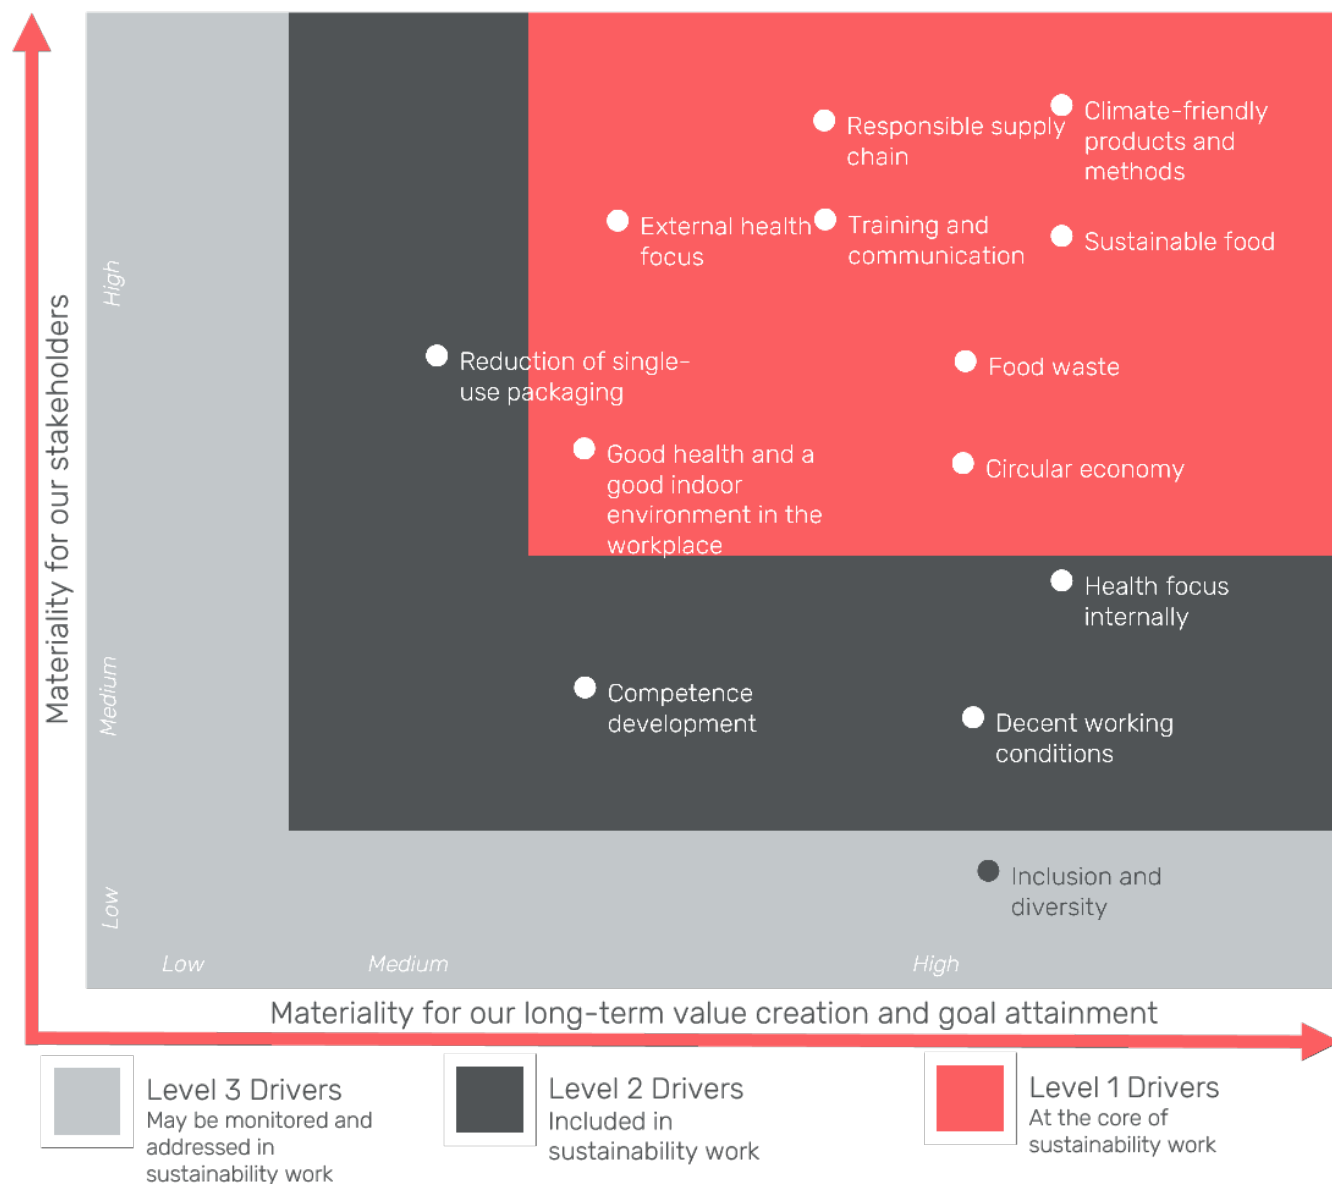 Materiality for our stakeholders
High
Medium
Low
Responsible supply
chain
Climate-friendly
products and
methods
External health
focus
Training and
communication
Sustainable food
Reduction of single-
use packaging
Food waste
Good health and a
good indoor
environment in the
workplace
Circular economy
Health focus
internally
Competence
development
Decent working
conditions
Inclusion and
diversity
Low
Medium
High
Materiality for our long-term value creation and goal attainment
Level 3 Drivers
May be monitored and
addressed in
sustainability work
Level 2 Drivers
Included in
sustainability work
Level 1 Drivers
At the core of
sustainability work